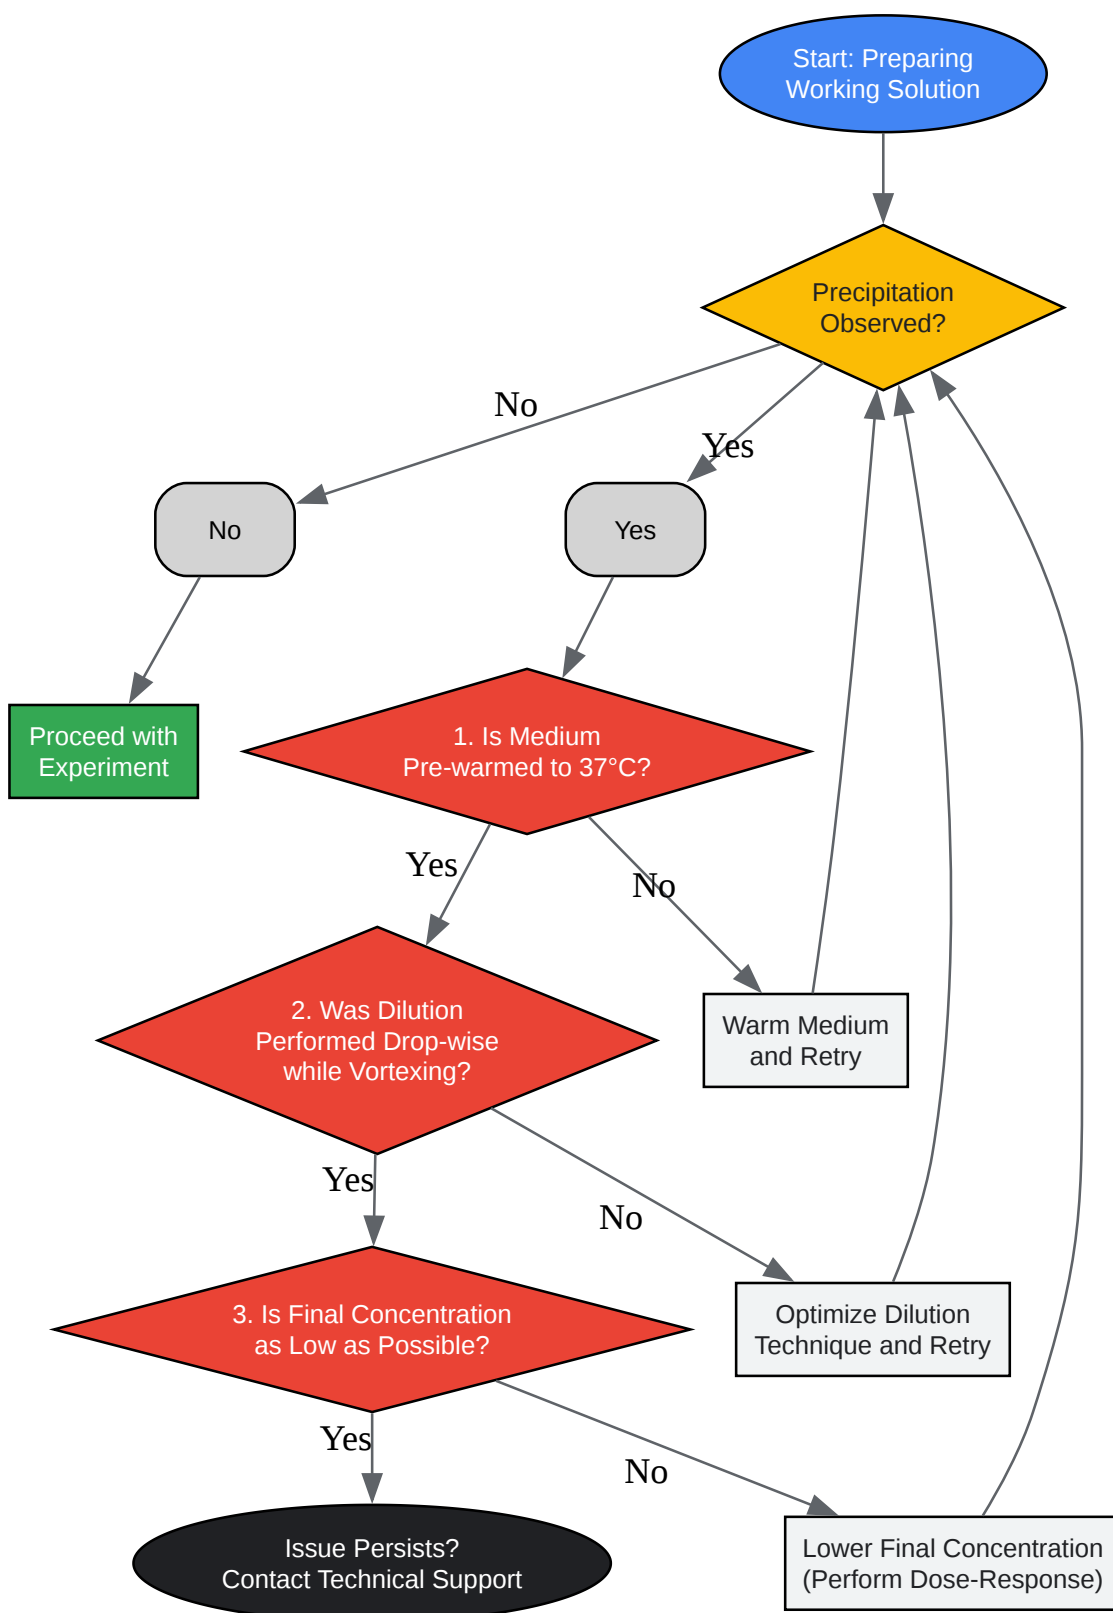 Start: Preparing
Working Solution
Precipitation
Observed?
No
Yes
No
Yes
Proceed with
Experiment
1. Is Medium
Pre-warmed to 37°C?
Yes
No
2. Was Dilution
Performed Drop-wise
while Vortexing?
Warm Medium
and Retry
Yes
No
3. Is Final Concentration
as Low as Possible?
Optimize Dilution
Technique and Retry
Yes
No
Issue Persists?
Contact Technical Support
Lower Final Concentration
(Perform Dose-Response)